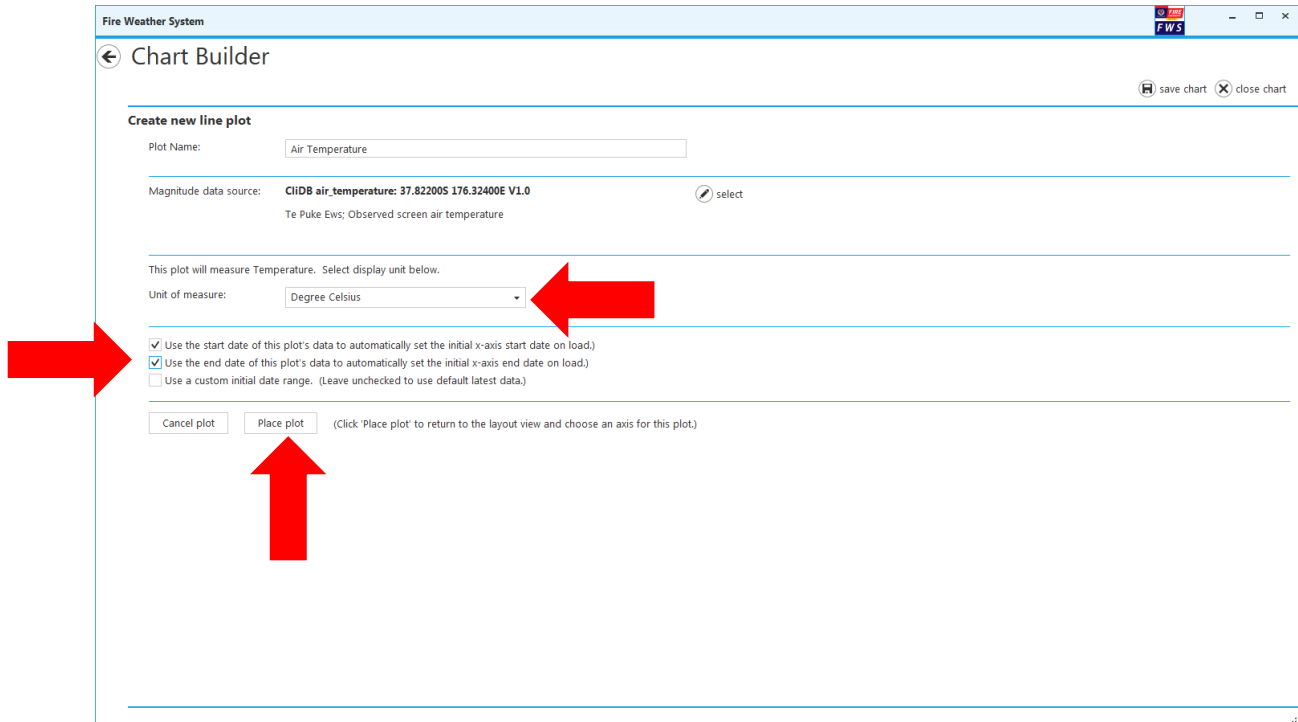 Fire Weather System
FIRE
FWS
Chart Builder
save chart close chart
Create new line plot
Plot Name: Air Temperature
Magnitude data source: CliDB air_temperature: 37.82200S 176.32400E V1.0 select
Te Puke Ews; Observed screen air temperature
This plot will measure Temperature. Select display unit below.
Unit of measure: Degree Celsius
Use the start date of this plot's data to automatically set the initial x-axis start date on load.)
Use the end date of this plot's data to automatically set the initial x-axis end date on load.)
Use a custom initial date range. (Leave unchecked to use default latest data.)
Cancel plot Place plot (Click 'Place plot' to return to the layout view and choose an axis for this plot.)